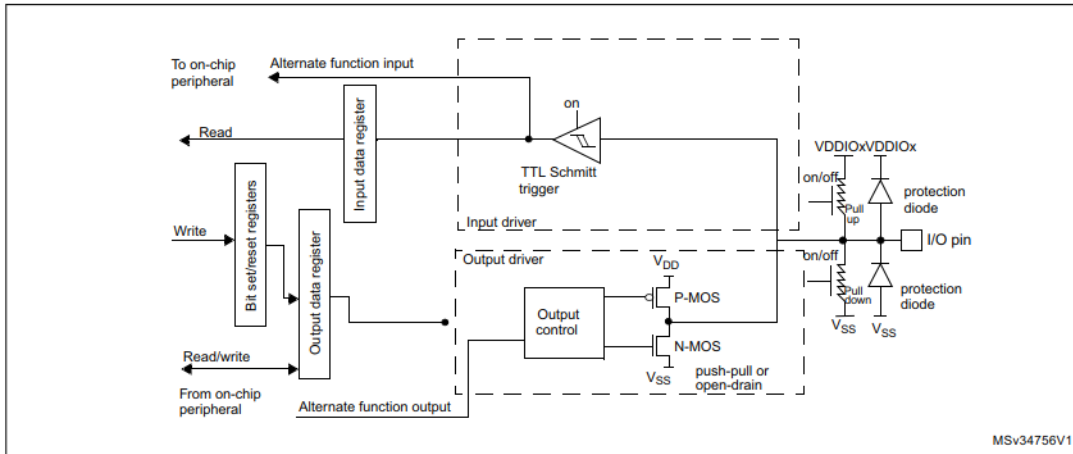 To on-chip
peripheral
Alternate function input
on
Read
Input data register
TTL Schmitt
trigger
Input driver
VDDIOx
VDDIOx
on/off
Pull
up
protection
diode
I/O pin
Bit set/reset registers
Write
Output data register
Output driver
VDD
P-MOS
Output
control
N-MOS
VSS
push-pull or
open-drain
on/off
Pull
down
protection
diode
VSS
VSS
Read/write
From on-chip
peripheral
Alternate function output
MSv34756V1